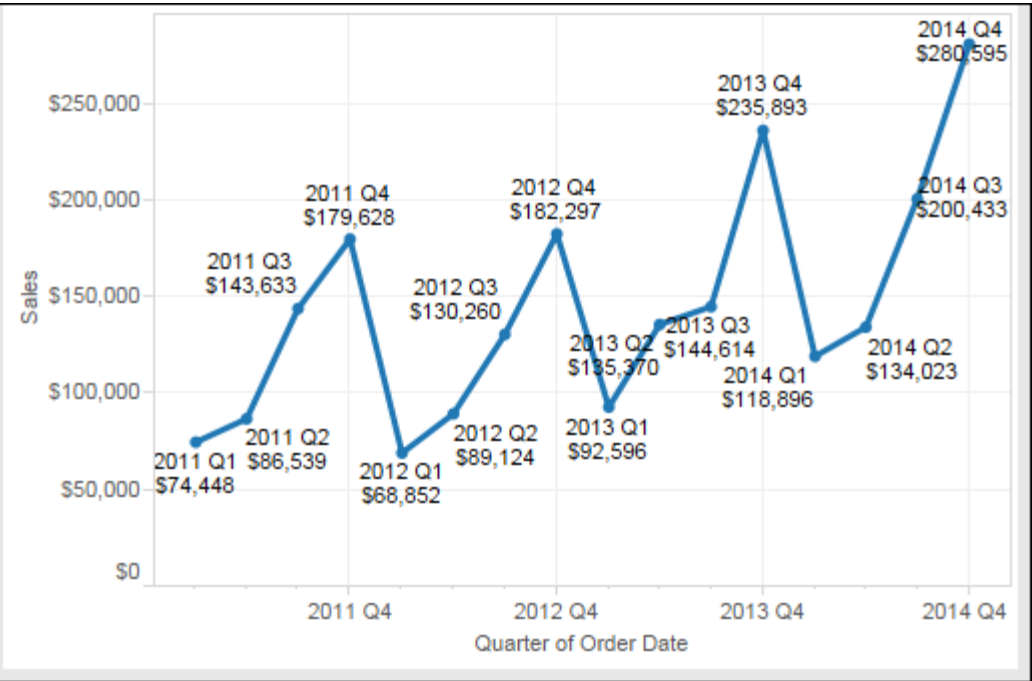 2014 Q4
$280,595
2013 Q4
$235,893
$250,000
2012 Q4
$182,297
2011 Q4
$179,628
2014 Q3
$200,433
$200,000
2011 Q3
$143,633
2012 Q3
$130,260
$150,000
Sales
2013 Q3
$144,614
2013 Q2
$135,370
2014 Q2
$134,023
2014 Q1
$118,896
$100,000
2013 Q1
$92,596
2012 Q2
$89,124
2011 Q2
$86,539
2011 Q1
$74,448
2012 Q1
$68,852
$50,000
$0
2011 Q4
2012 Q4
2013 Q4
2014 Q4
Quarter of Order Date